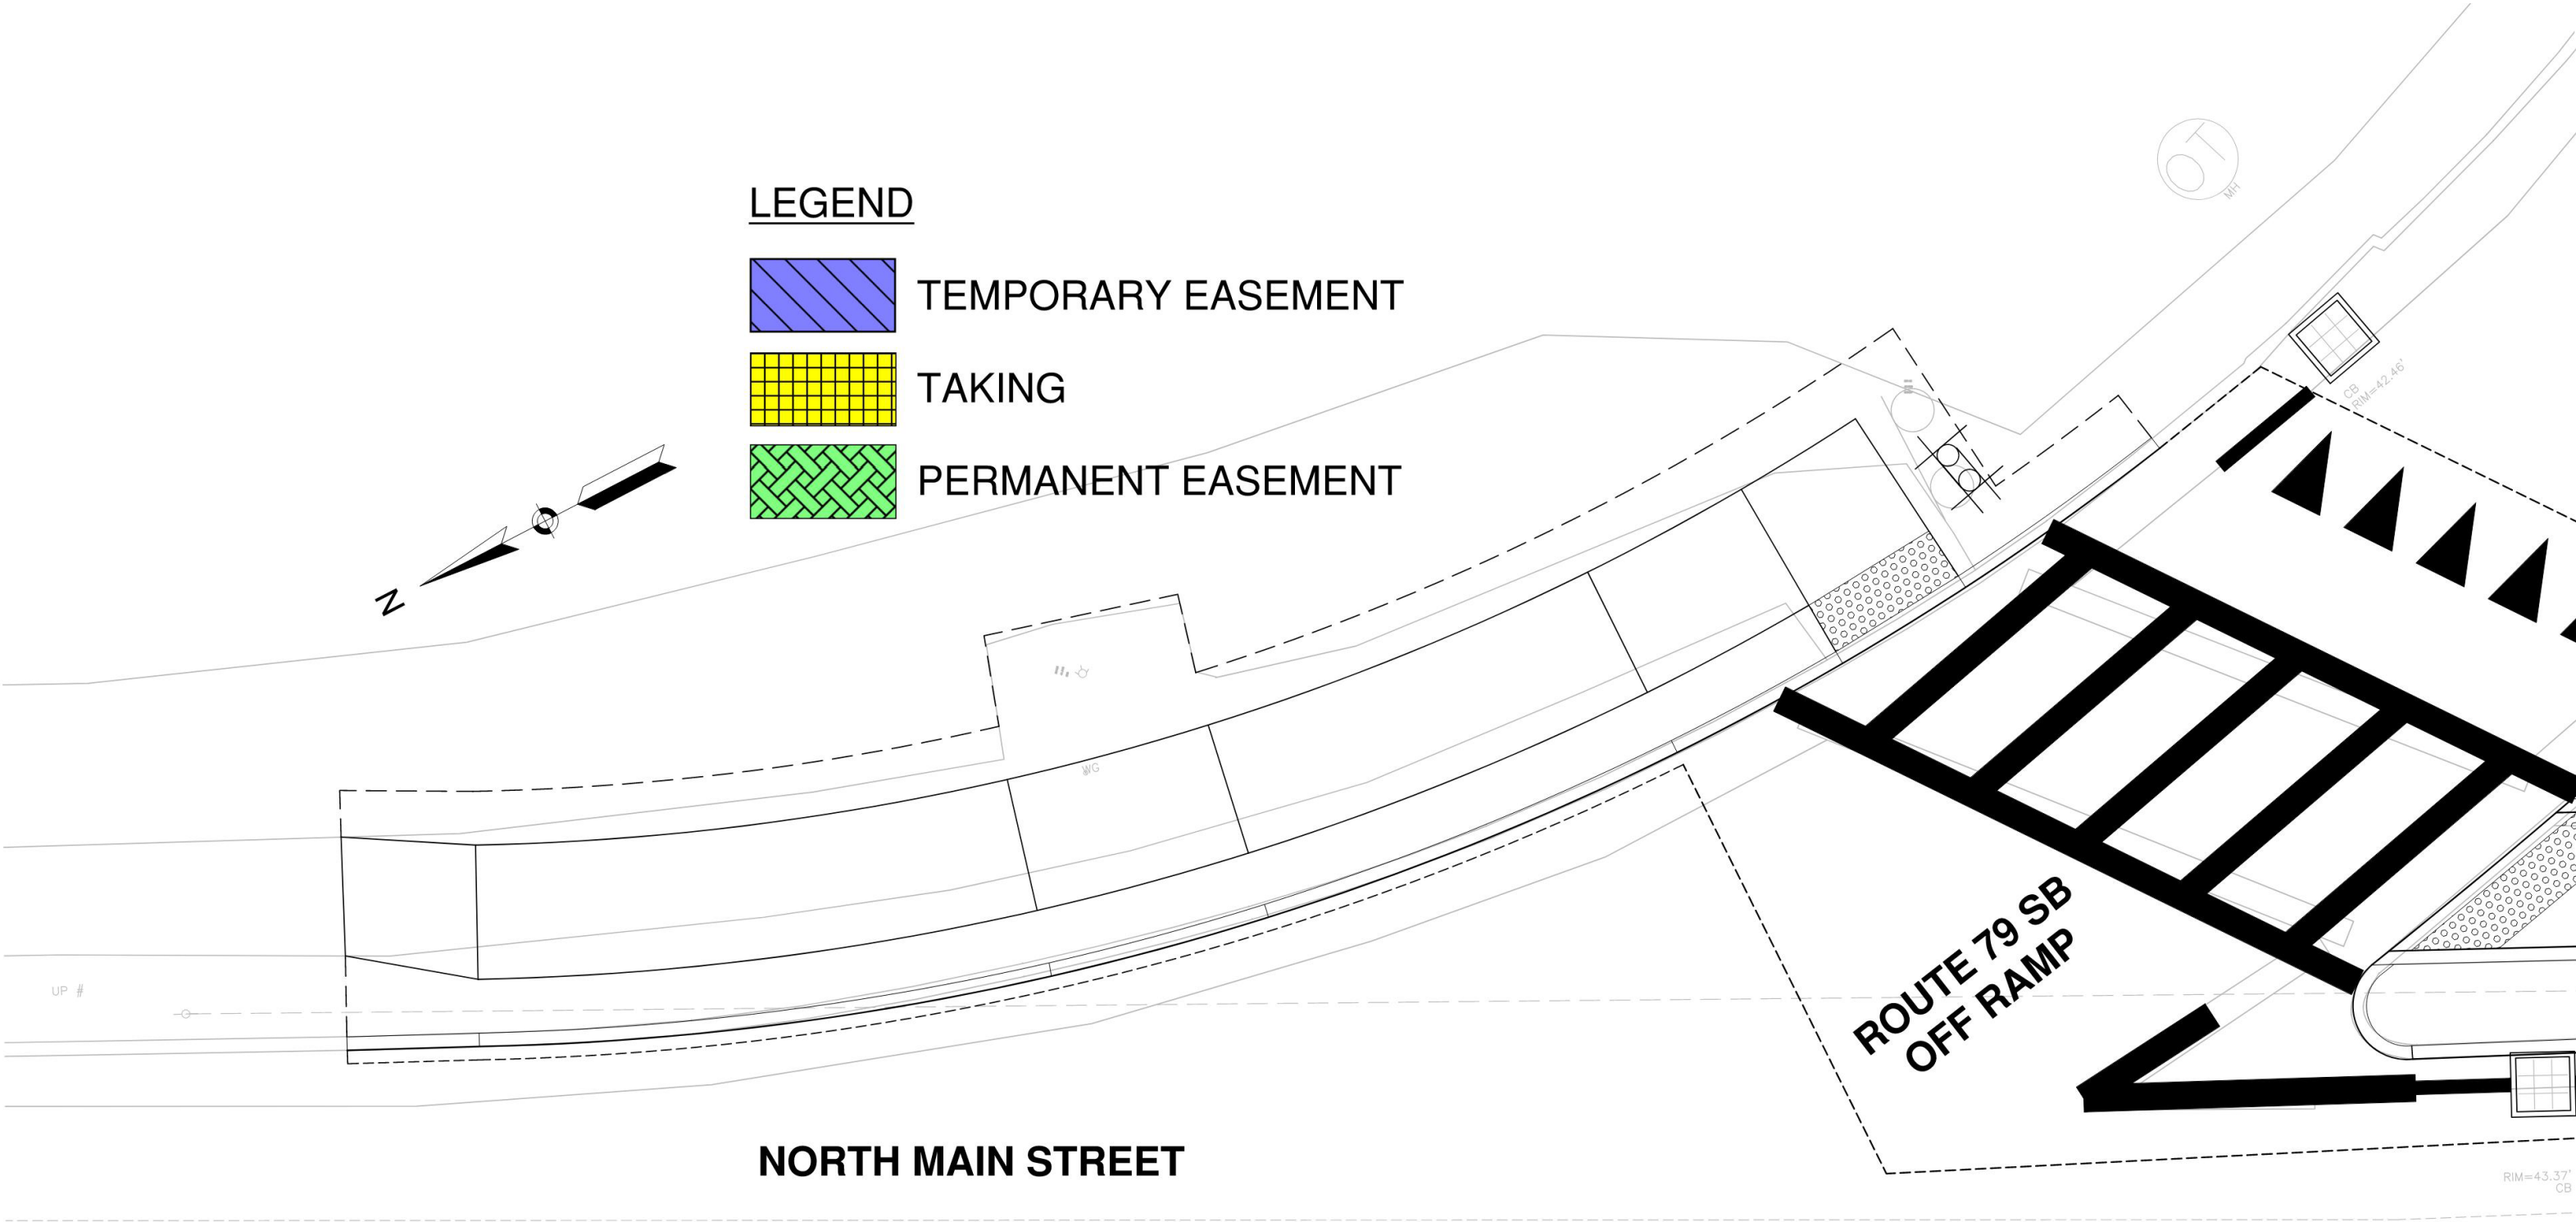 LEGEND
TEMPORARY EASEMENT
TAKING
PERMANENT EASEMENT
N
MH
CB
RIM=42.46'
WG
UP #
ROUTE 79 SB
OFF RAMP
NORTH MAIN STREET
RIM=43.37'
CB